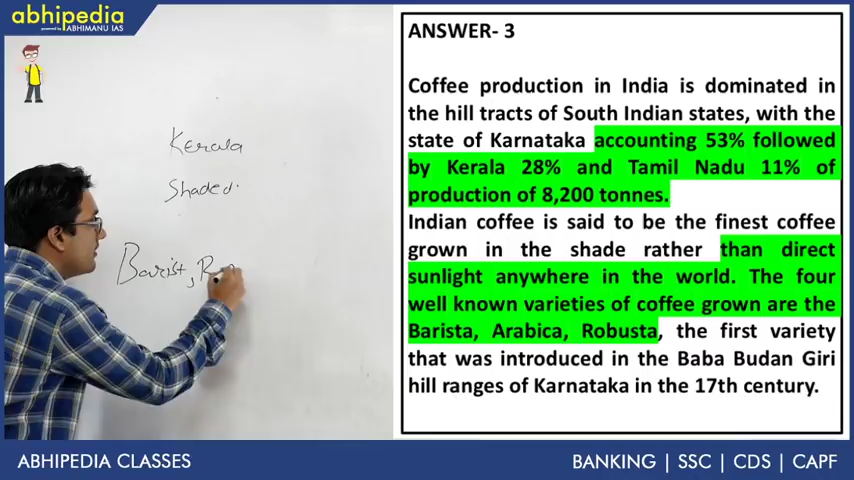 abhipedia
powered by ABHIMANU IAS
Kerala
Shaded.
Barist, R
ANSWER- 3
Coffee production in India is dominated in
the hill tracts of South Indian states, with the
state of Karnataka accounting 53% followed
by Kerala 28% and Tamil Nadu 11% of
production of 8,200 tonnes.
Indian coffee is said to be the finest coffee
grown in the shade rather than direct
sunlight anywhere in the world. The four
well known varieties of coffee grown are the
Barista, Arabica, Robusta, the first variety
that was introduced in the Baba Budan Giri
hill ranges of Karnataka in the 17th century.
ABHIPEDIA CLASSES
BANKING | SSC | CDS | CAPF